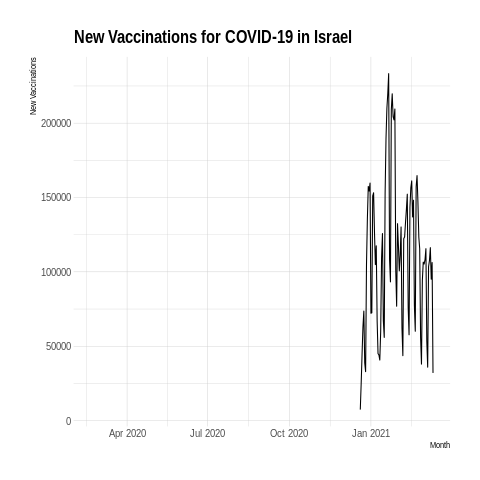 New Vaccinations for COVID-19 in Israel
New Vaccinations
200000
150000
100000
50000
0
Apr 2020 Jul 2020 Oct 2020 Jan 2021
Month